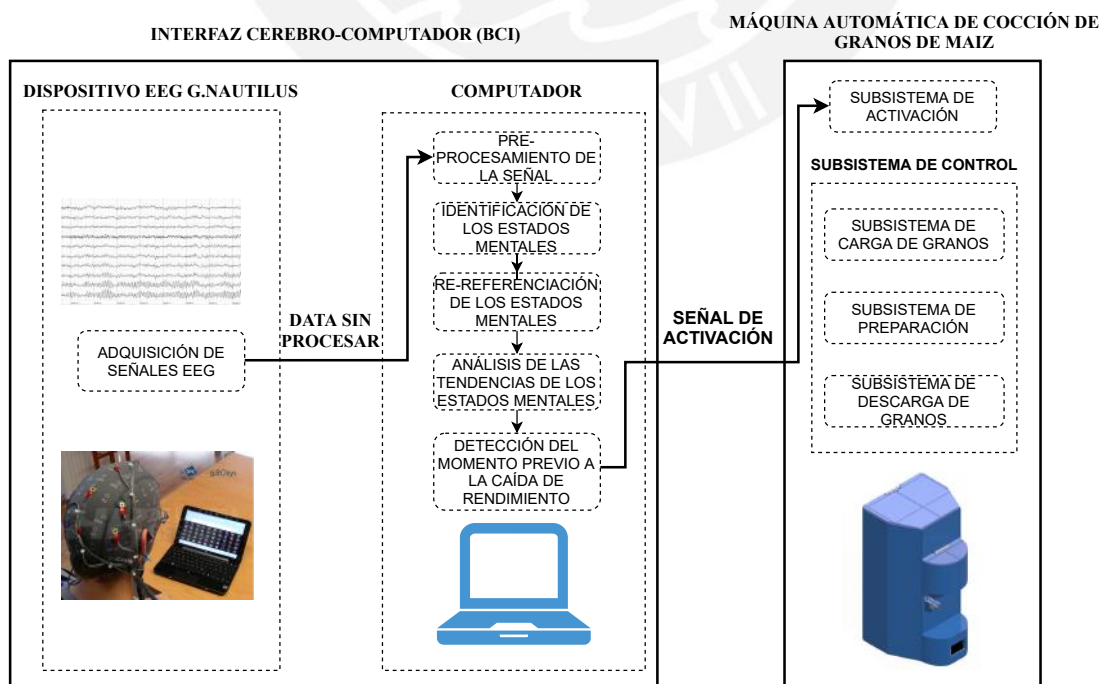 INTERFAZ CEREBRO-COMPUTADOR (BCI)
MÁQUINA AUTOMÁTICA DE COCCIÓN DE
GRANOS DE MAIZ
DISPOSITIVO EEG G.NAUTILUS
ADQUISICIÓN DE
SEÑALES EEG
DATA SIN
PROCESAR
COMPUTADOR
PRE-
PROCESAMIENTO DE
LA SEÑAL
IDENTIFICACIÓN DE
LOS ESTADOS
MENTALES
RE-REFERENCIACIÓN
DE LOS ESTADOS
MENTALES
ANÁLISIS DE LAS
TENDENCIAS DE LOS
ESTADOS MENTALES
DETECCIÓN DEL
MOMENTO PREVIO A
LA CAÍDA DE
RENDIMIENTO
SEÑAL DE
ACTIVACIÓN
SUBSISTEMA DE
ACTIVACIÓN
SUBSISTEMA DE CONTROL
SUBSISTEMA DE
CARGA DE GRANOS
SUBSISTEMA DE
PREPARACIÓN
SUBSISTEMA DE
DESCARGA DE
GRANOS
VII